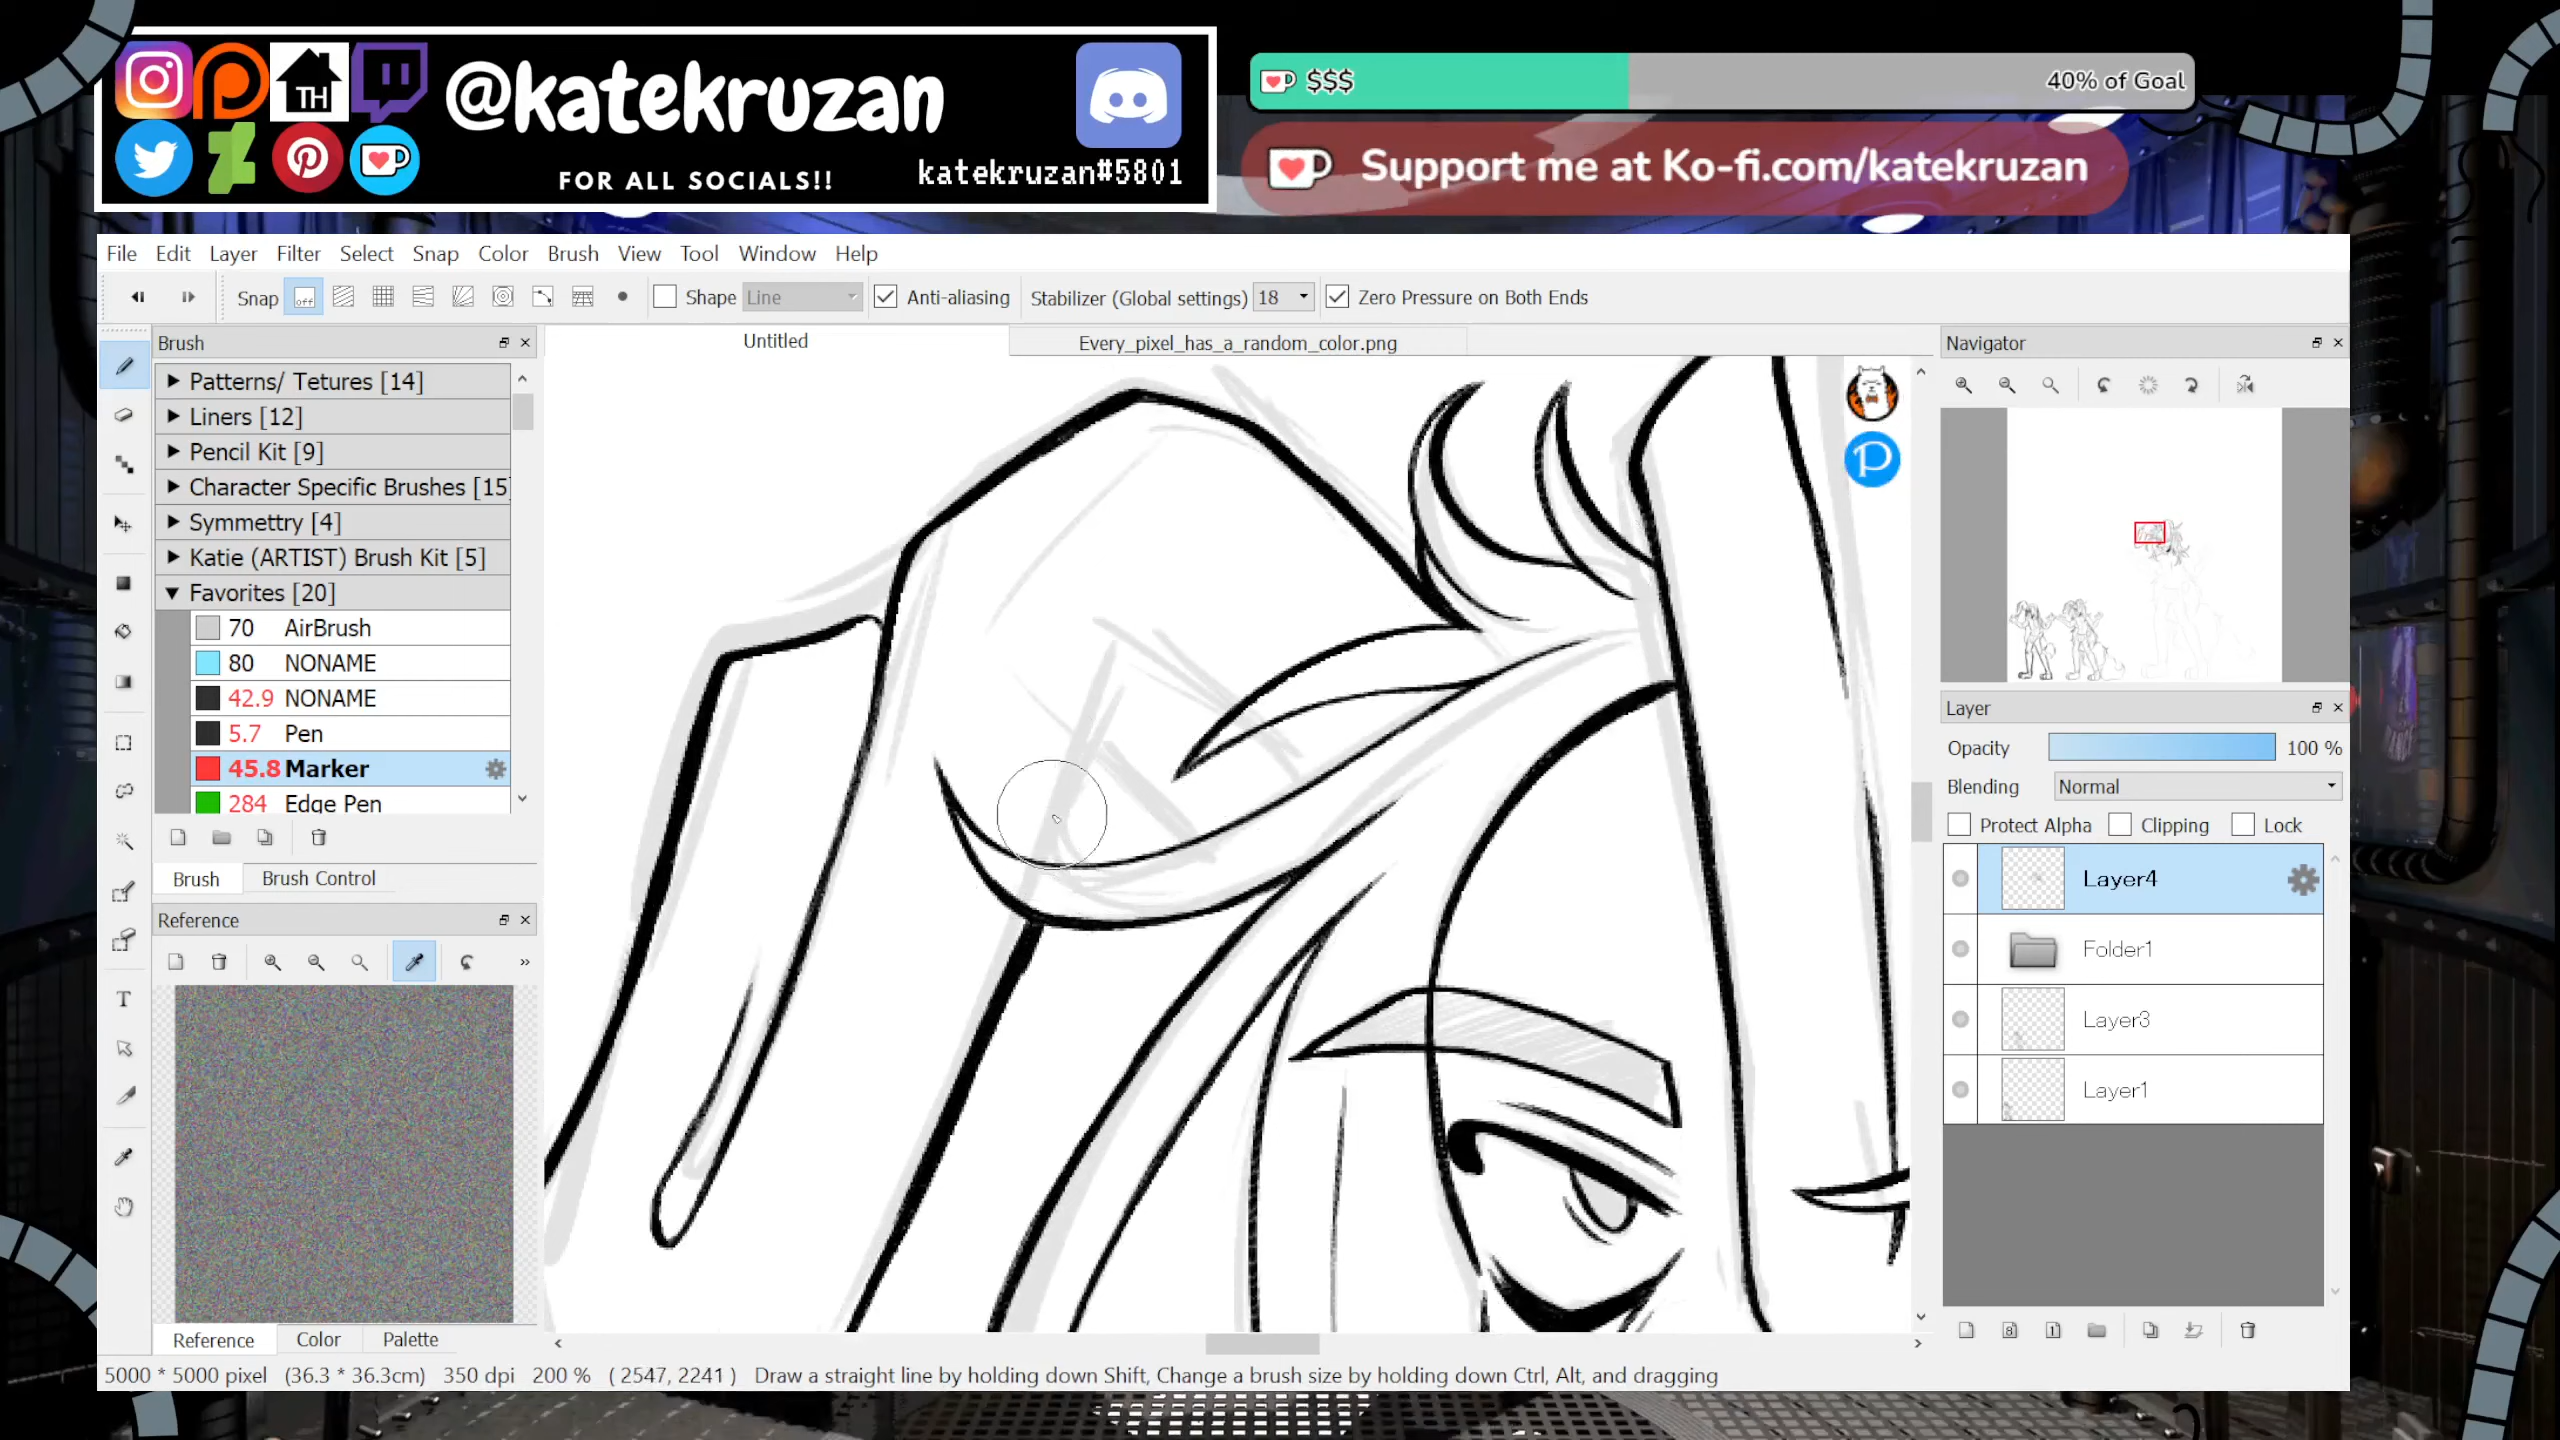 TH
@katekruzan
FOR ALL SOCIALS!!
katekruzan#5801
$$$
40% of Goal
Support me at Ko-fi.com/katekruzan
File Edit Layer Filter Select Snap Color Brush View Tool Window Help
Snap off Shape Line Anti-aliasing Stabilizer (Global settings) 18 Zero Pressure on Both Ends
Brush
Untitled
Every_pixel_has_a_random_color.png
Navigator
Patterns/ Tetures [14]
Liners [12]
Pencil Kit [9]
Character Specific Brushes [15]
Symmettry [4]
Katie (ARTIST) Brush Kit [5]
Favorites [20]
70 AirBrush
80 NONAME
42.9 NONAME
5.7 Pen
45.8 Marker
284 Edge Pen
Brush
Brush Control
Reference
Layer
Opacity 100 %
Blending Normal
Protect Alpha Clipping Lock
Layer4
Folder1
Layer3
Layer1
8 1
Reference Color Palette
5000 * 5000 pixel (36.3 * 36.3cm) 350 dpi 200 % ( 2547, 2241 ) Draw a straight line by holding down Shift, Change a brush size by holding down Ctrl, Alt, and dragging